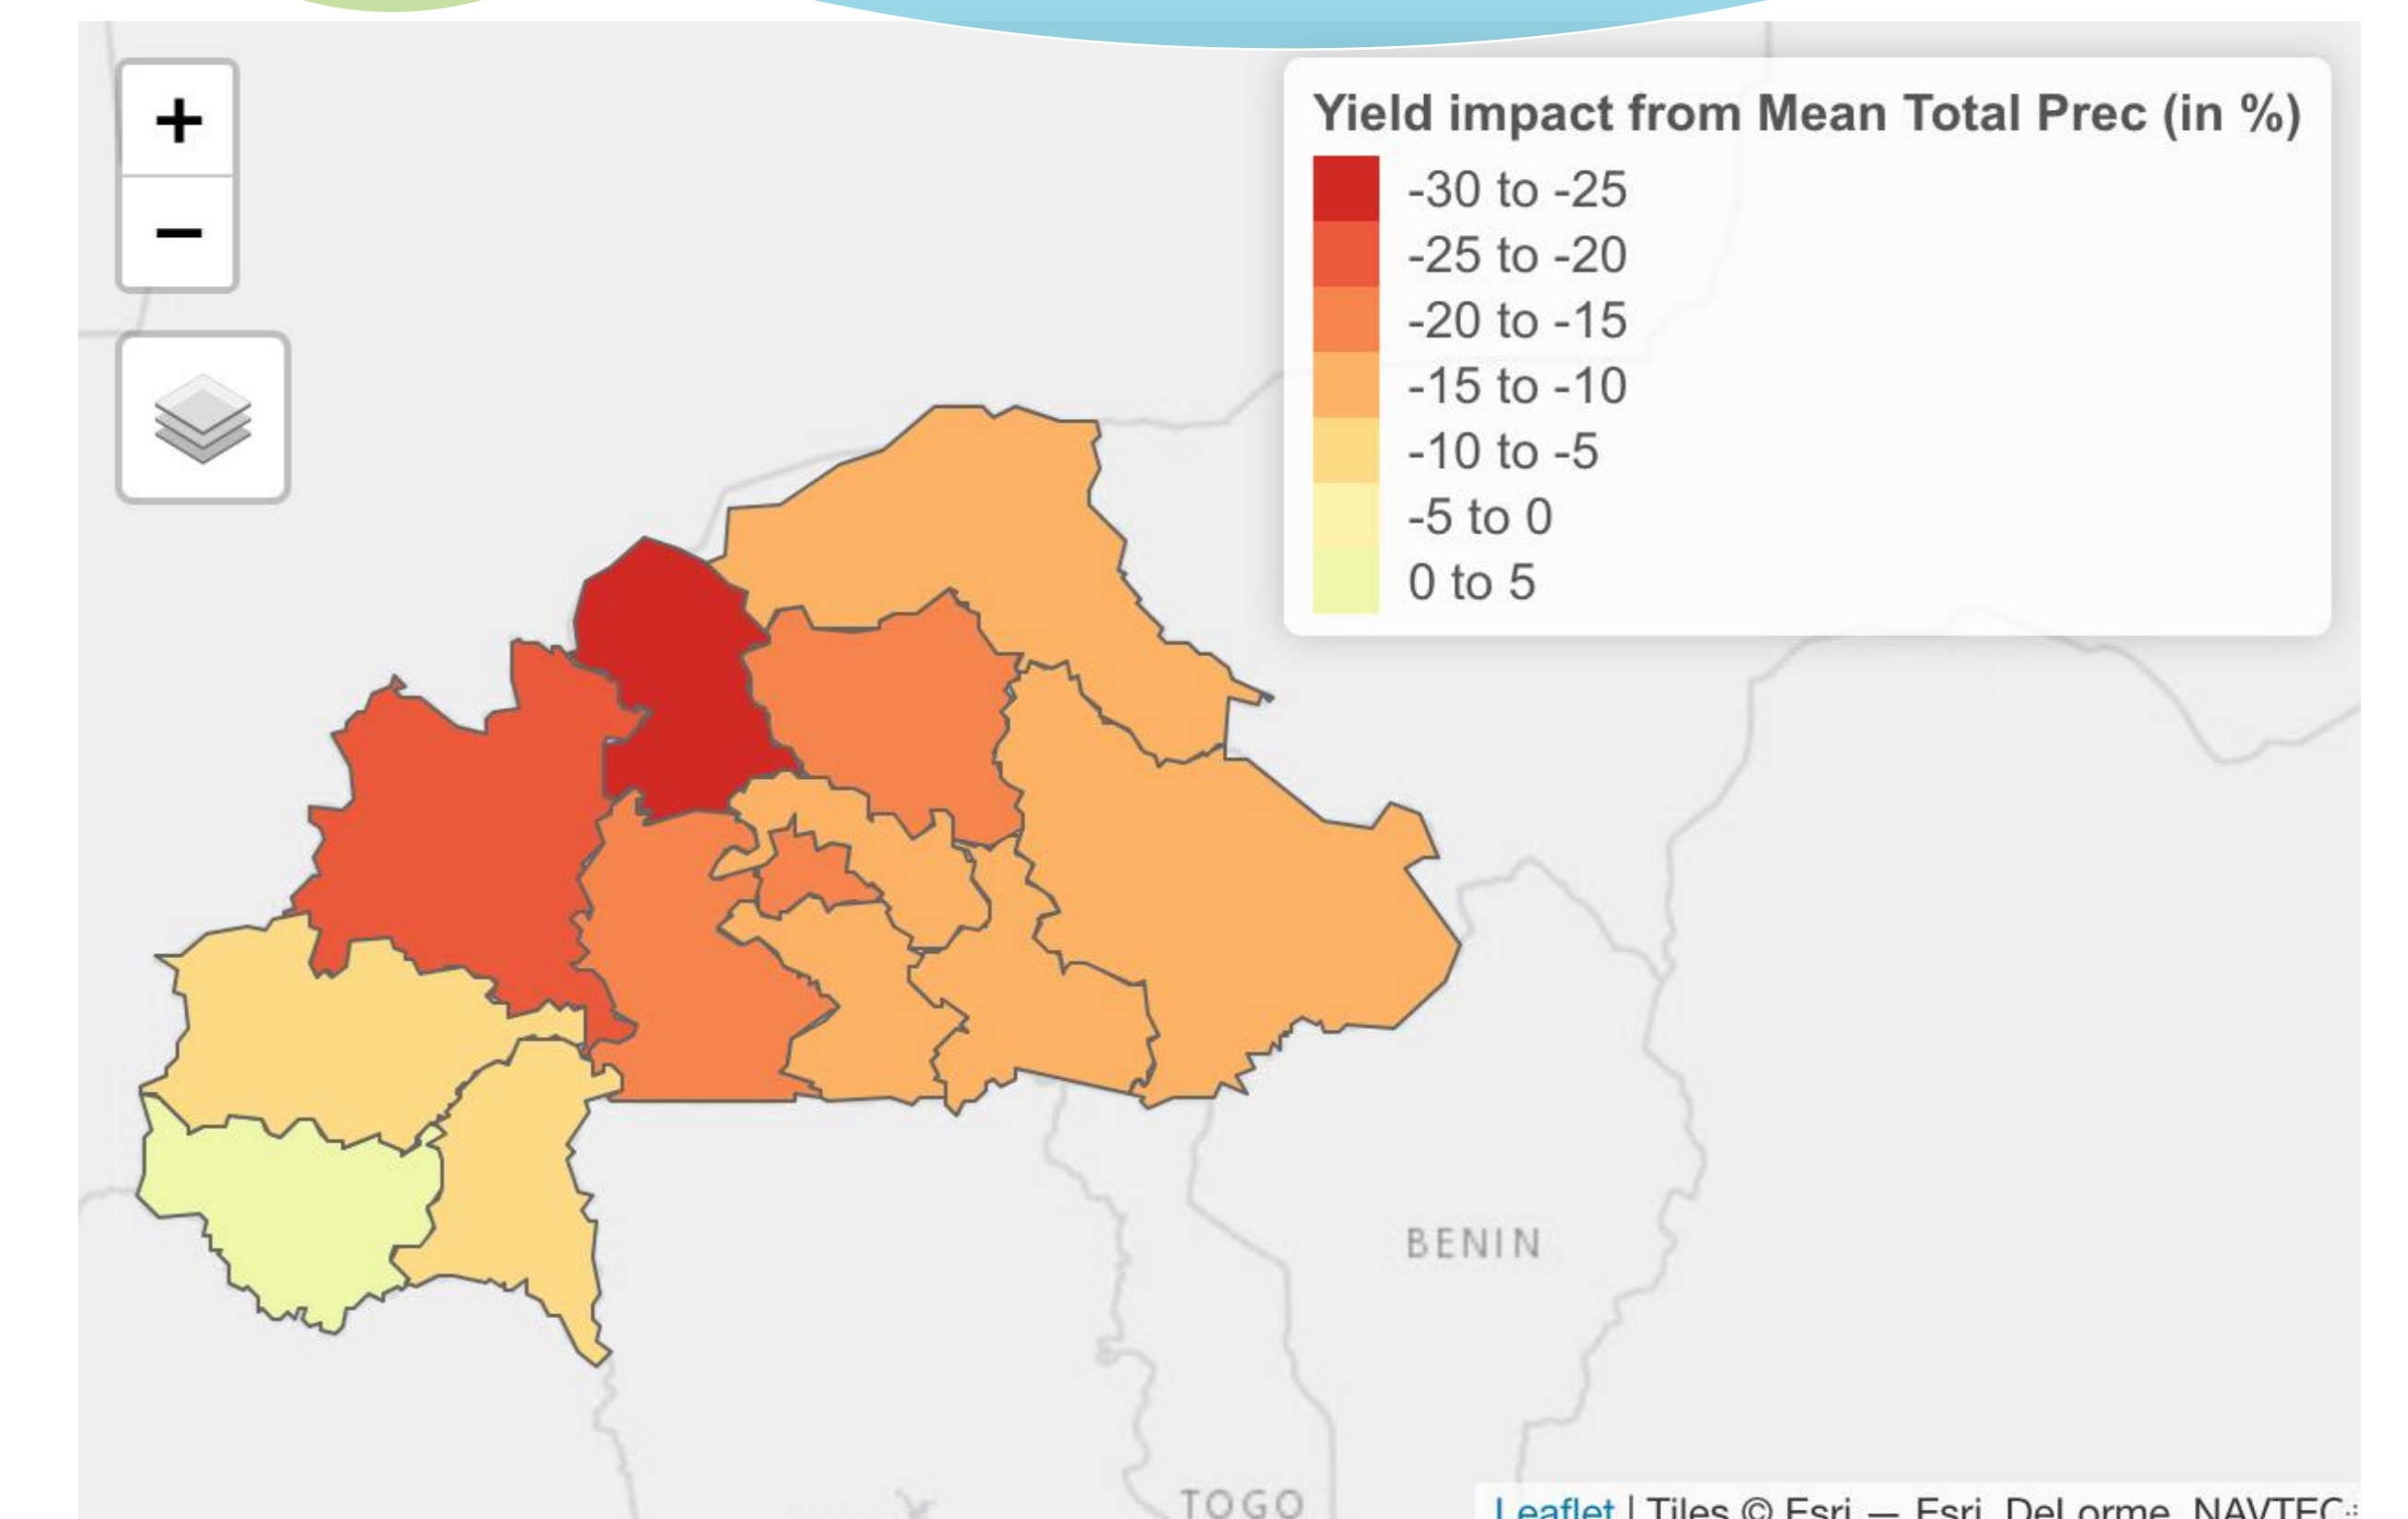 +
−
Yield impact from Mean Total Prec (in %)
-30 to -25
-25 to -20
-20 to -15
-15 to -10
-10 to -5
-5 to 0
0 to 5
BENIN
TOGO
Leaflet | Tiles © Esri — Esri, DeLorme, NAVTEQ